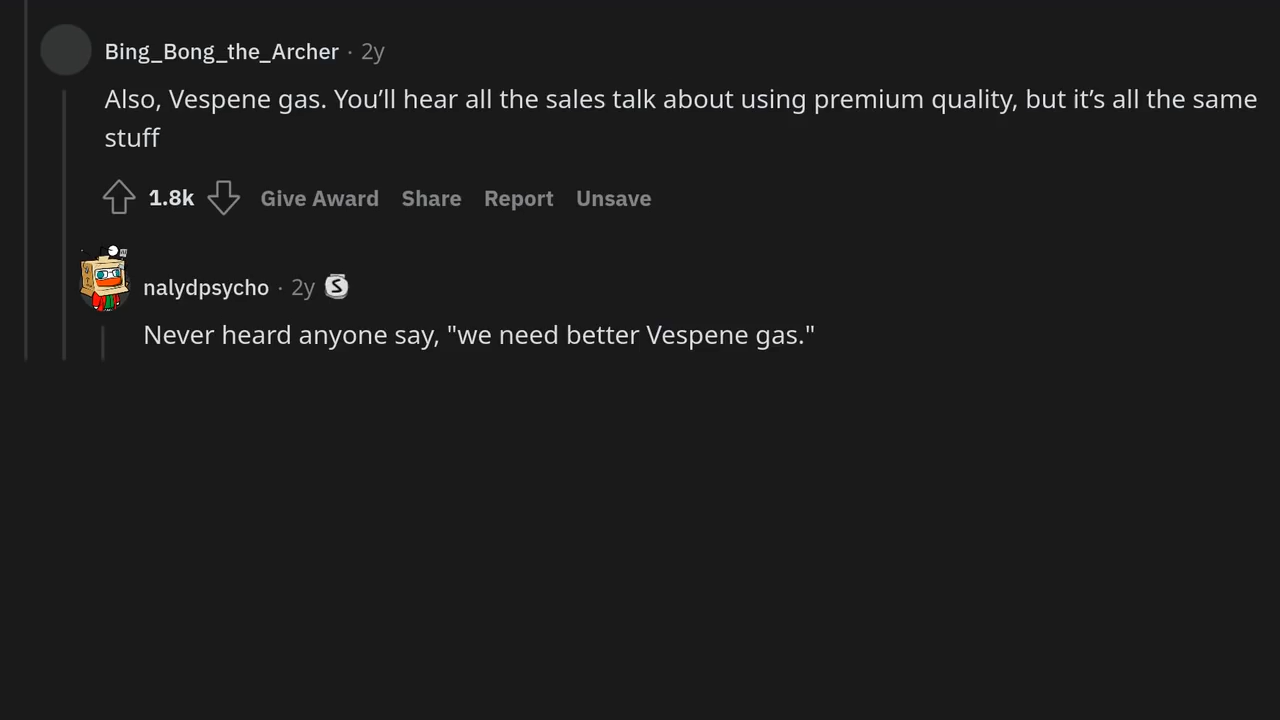 Bing_Bong_the_Archer · 2y
Also, Vespene gas. You’ll hear all the sales talk about using premium quality, but it’s all the same
stuff
1.8k Give Award Share Report Unsave
nalydpsycho · 2y S
Never heard anyone say, "we need better Vespene gas."